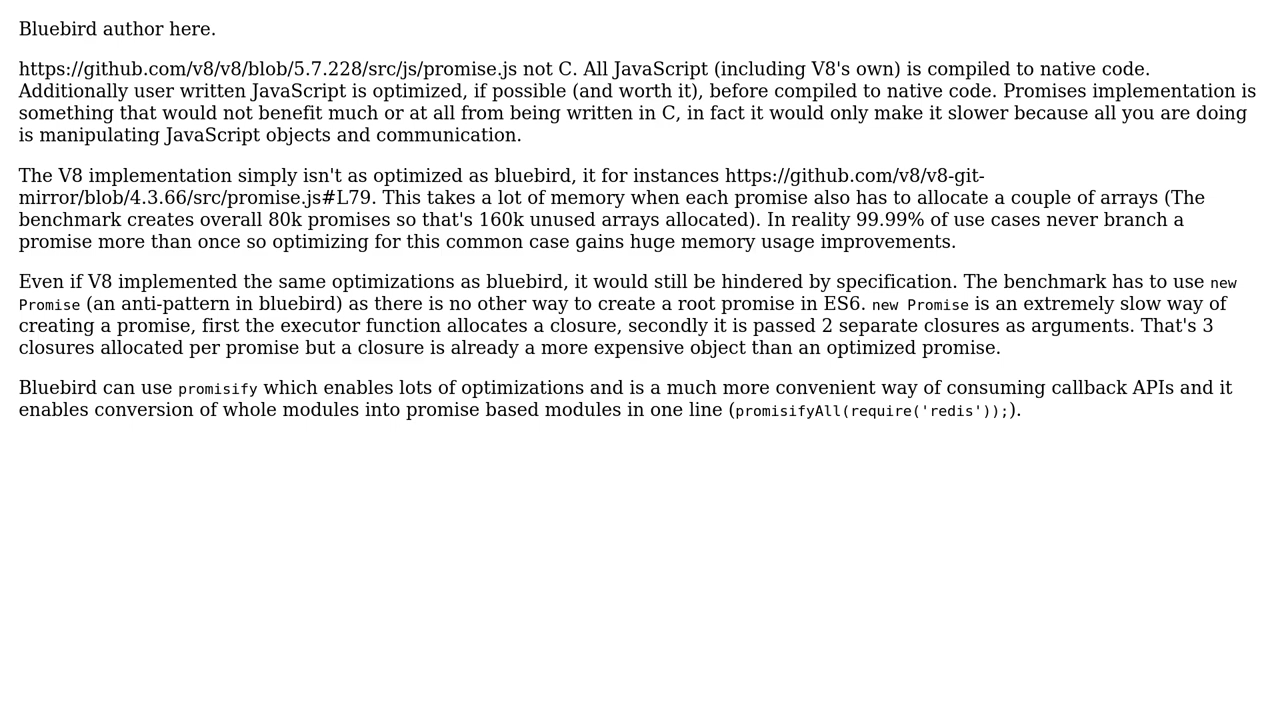 Bluebird author here.
https://github.com/v8/v8/blob/5.7.228/src/js/promise.js not C. All JavaScript (including V8's own) is compiled to native code.
Additionally user written JavaScript is optimized, if possible (and worth it), before compiled to native code. Promises implementation is
something that would not benefit much or at all from being written in C, in fact it would only make it slower because all you are doing
is manipulating JavaScript objects and communication.
The V8 implementation simply isn't as optimized as bluebird, it for instances https://github.com/v8/v8-git-
mirror/blob/4.3.66/src/promise.js#L79. This takes a lot of memory when each promise also has to allocate a couple of arrays (The
benchmark creates overall 80k promises so that's 160k unused arrays allocated). In reality 99.99% of use cases never branch a
promise more than once so optimizing for this common case gains huge memory usage improvements.
Even if V8 implemented the same optimizations as bluebird, it would still be hindered by specification. The benchmark has to use new
Promise (an anti-pattern in bluebird) as there is no other way to create a root promise in ES6. new Promise is an extremely slow way of
creating a promise, first the executor function allocates a closure, secondly it is passed 2 separate closures as arguments. That's 3
closures allocated per promise but a closure is already a more expensive object than an optimized promise.
Bluebird can use promisify which enables lots of optimizations and is a much more convenient way of consuming callback APIs and it
enables conversion of whole modules into promise based modules in one line (promisifyAll(require('redis'));).